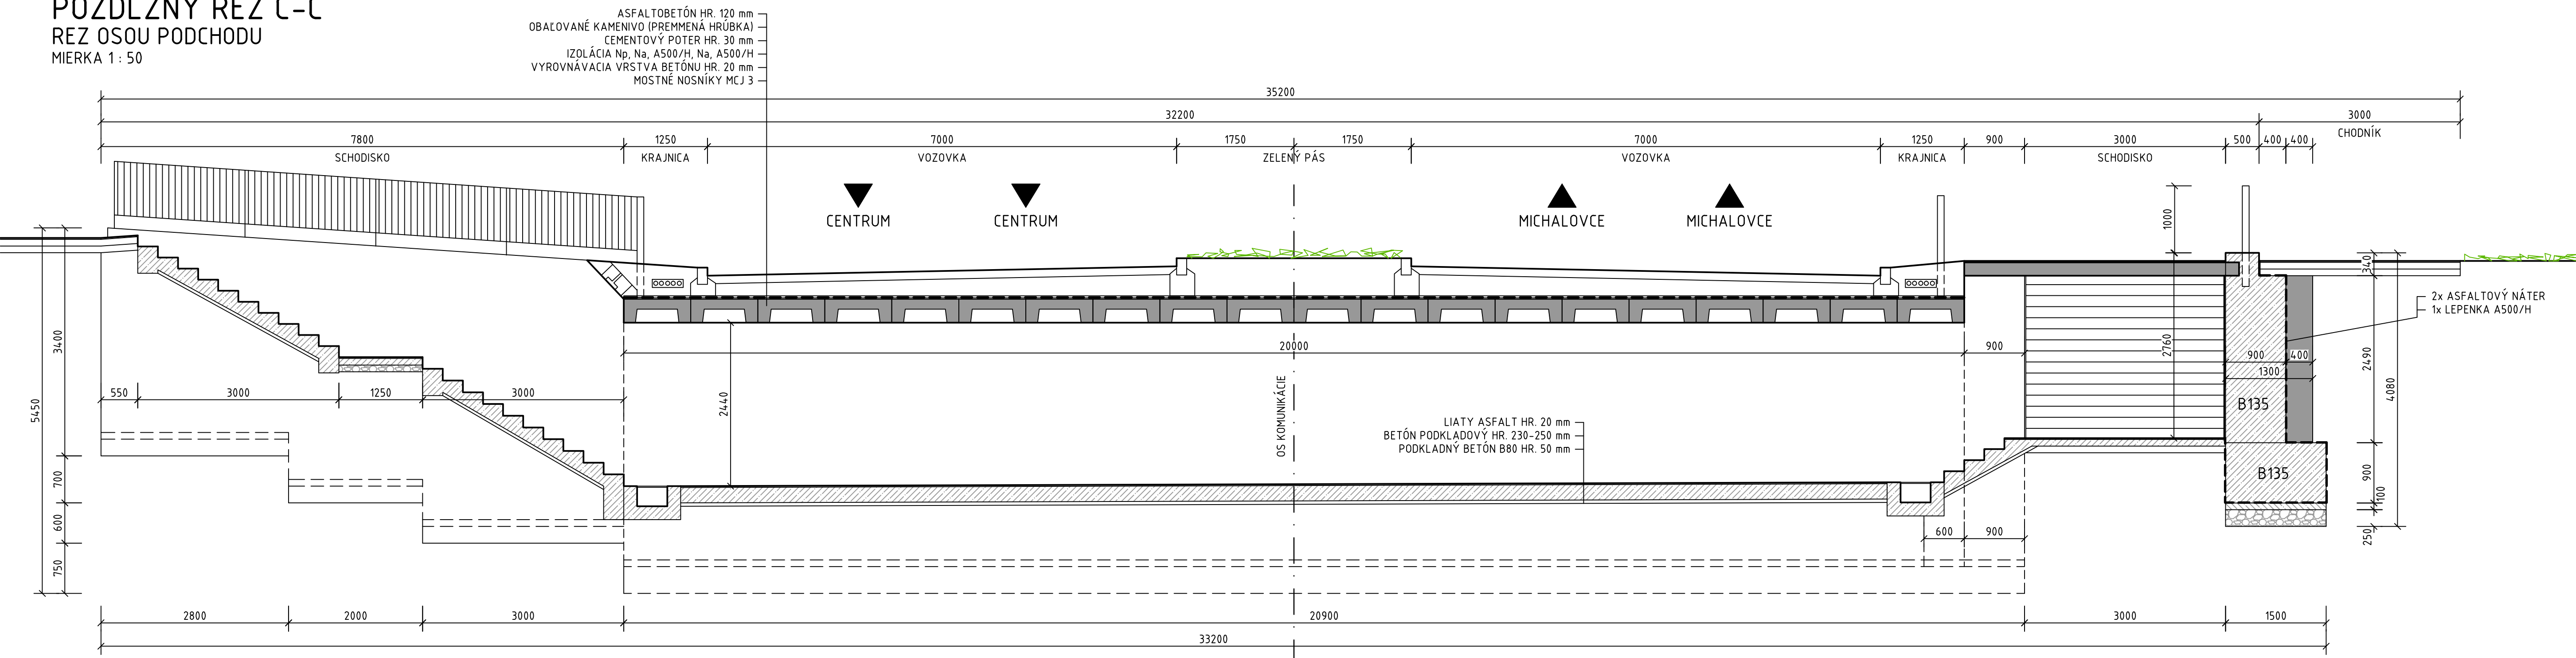 POZDĹŽNY REZ C-C
REZ OSOU PODCHODU
MIERKA 1 : 50
ASFALTOBETÓN HR. 120 mm
OBAĽOVANÉ KAMENIVO (PREMMENÁ HRÚBKA)
CEMENTOVÝ POTER HR. 30 mm
IZOLÁCIA Np, Na, A500/H, Na, A500/H
VYROVNÁVACIA VRSTVA BETÓNU HR. 20 mm
MOSTNÉ NOSNÍKY MCJ 3
35200
32200 3000
CHODNÍK
7800 1250 7000 1750 1750 7000 1250 900 3000 500 400 400
SCHODISKO KRAJNICA VOZOVKA ZELENÝ PÁS VOZOVKA KRAJNICA SCHODISKO
CENTRUM CENTRUM MICHALOVCE MICHALOVCE
1000
340
2x ASFALTOVÝ NÁTER
1x LEPENKA A500/H
3400
2760
20000 900
900 400
2490
1300
4080
550 3000 1250 3000
5450
2440
OS KOMUNIKÁCIE
B135
LIATY ASFALT HR. 20 mm
BETÓN PODKLADOVÝ HR. 230-250 mm
PODKLADNÝ BETÓN B80 HR. 50 mm
700
B135
900
100
600
600 900
250
750
2800 2000 3000 20900 3000 1500
33200